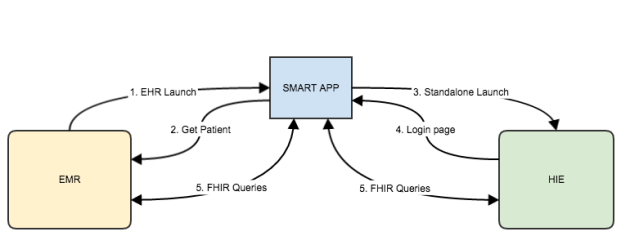 SMART APP
1. EHR Launch
3. Standalone Launch
2. Get Patient
4. Login page
EMR
HIE
5. FHIR Queries
5. FHIR Queries